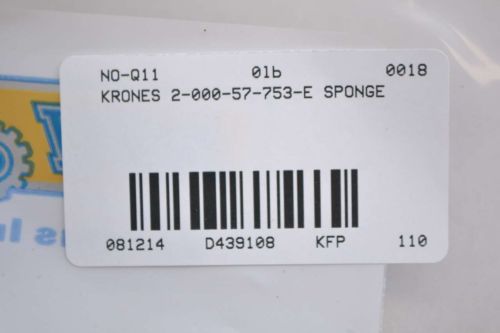 NO-Q11 01b 0018
KRONES 2-000-57-753-E SPONGE
081214 D439108 KFP 110